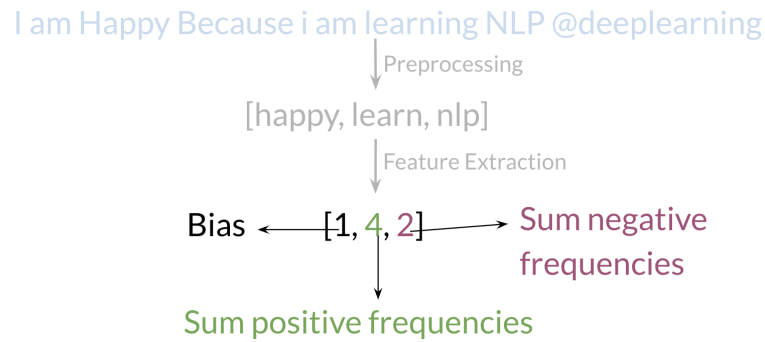 I am Happy Because i am learning NLP @deeplearning
Preprocessing
[happy, learn, nlp]
Feature Extraction
Bias
[1, 4, 2]
Sum negative
frequencies
Sum positive frequencies